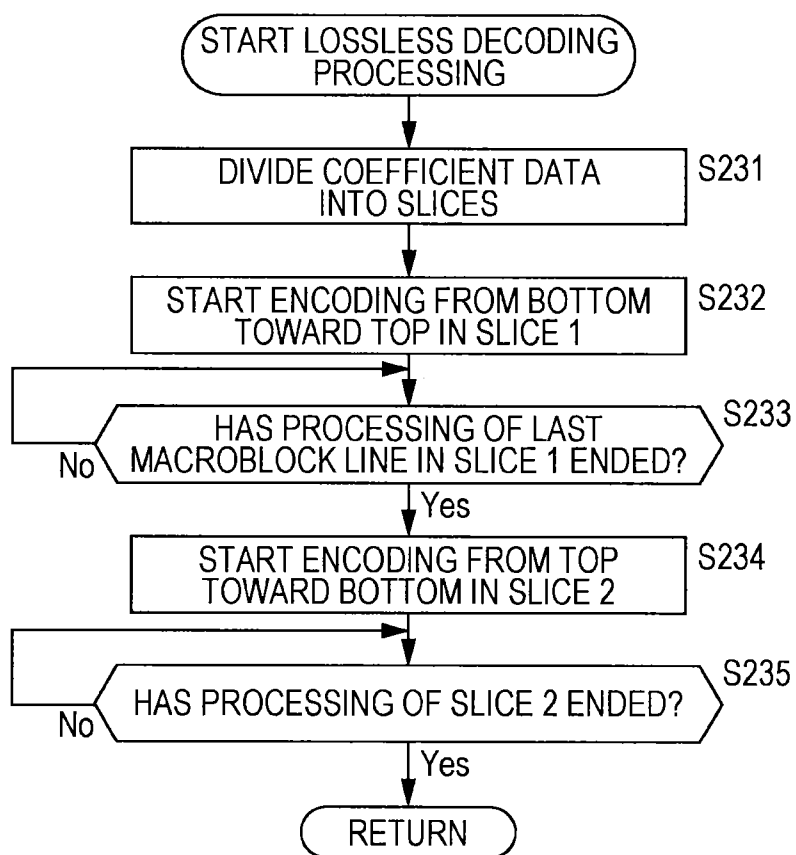 START LOSSLESS DECODING
PROCESSING
DIVIDE COEFFICIENT DATA
INTO SLICES
S231
START ENCODING FROM BOTTOM
TOWARD TOP IN SLICE 1
S232
HAS PROCESSING OF LAST
MACROBLOCK LINE IN SLICE 1 ENDED?
S233
No
Yes
START ENCODING FROM TOP
TOWARD BOTTOM IN SLICE 2
S234
HAS PROCESSING OF SLICE 2 ENDED?
S235
No
Yes
RETURN